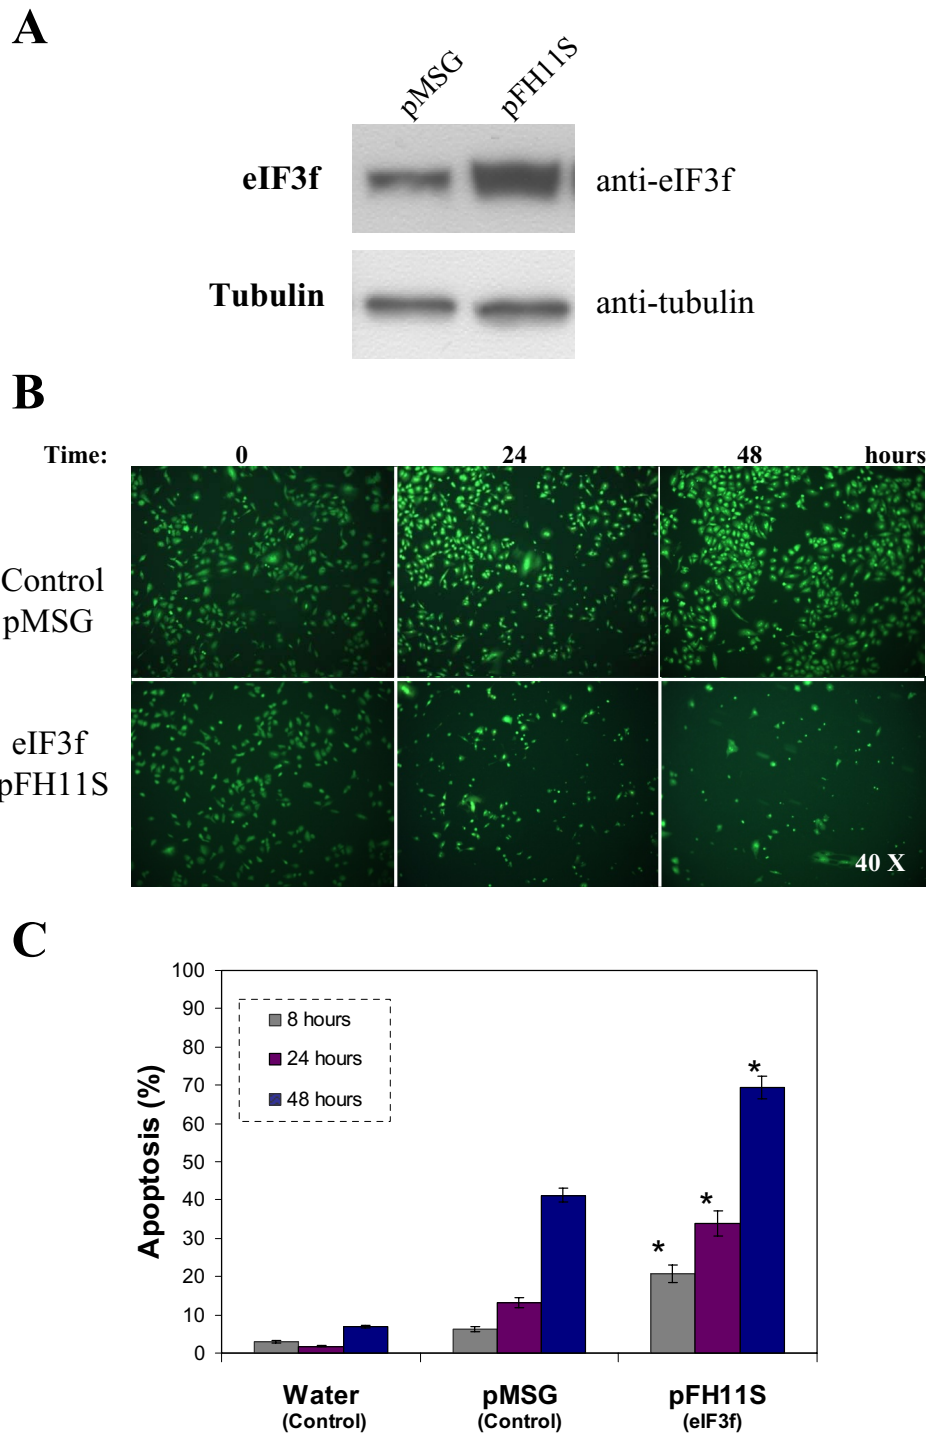 A
pMSG
pFH11S
eIF3f
anti-eIF3f
Tubulin
anti-tubulin
B
Time: 0 24 48 hours
Control
pMSG
eIF3f
pFH11S
40 X
C
100
90
80
70
60
50
40
30
20
10
0
Apoptosis (%)
8 hours
24 hours
48 hours
*
*
*
Water
(Control)
pMSG
(Control)
pFH11S
(eIF3f)